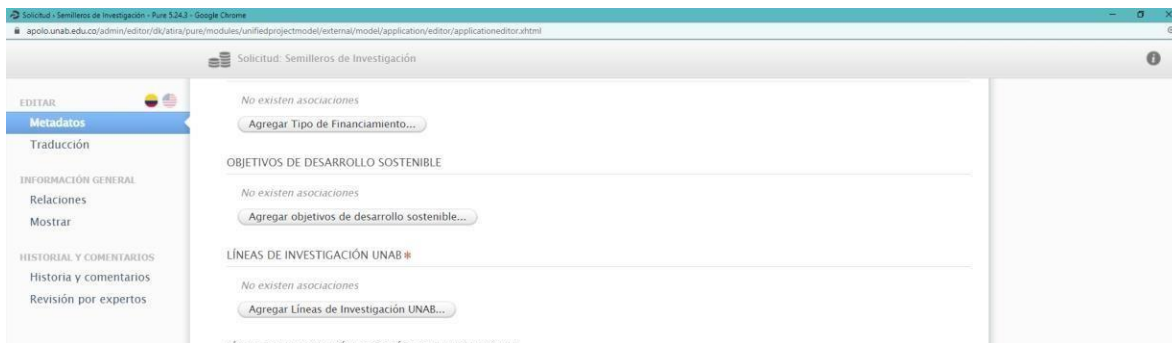 Solicitud › Semilleros de Investigación - Pure 5.24.3 - Google Chrome
apolo.unab.edu.co/admin/editor/dk/atira/pure/modules/unifiedprojectmodel/external/model/application/editor/applicationeditor.xhtml
Solicitud: Semilleros de Investigación
EDITAR
Metadatos
Traducción
INFORMACIÓN GENERAL
Relaciones
Mostrar
HISTORIAL Y COMENTARIOS
Historia y comentarios
Revisión por expertos
No existen asociaciones
Agregar Tipo de Financiamiento...
OBJETIVOS DE DESARROLLO SOSTENIBLE
No existen asociaciones
Agregar objetivos de desarrollo sostenible...
LÍNEAS DE INVESTIGACIÓN UNAB*
No existen asociaciones
Agregar Líneas de Investigación UNAB...